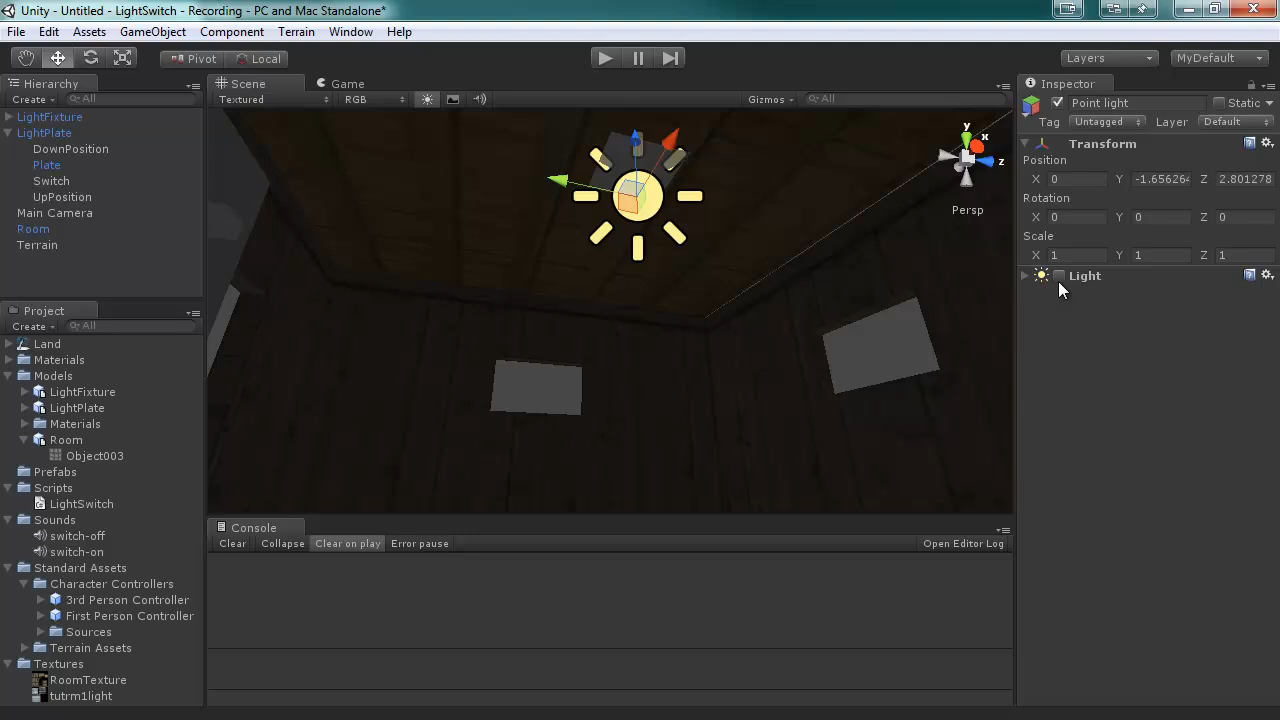 Unity - Untitled - LightSwitch - Recording - PC and Mac Standalone*
File Edit Assets GameObject Component Terrain Window Help
Pivot Local Layers MyDefault
Hierarchy
Create All
LightFixture
LightPlate
DownPosition
Plate
Switch
UpPosition
Main Camera
Room
Terrain
Project
Create All
Land
Materials
Models
LightFixture
LightPlate
Materials
Room
Object003
Prefabs
Scripts
LightSwitch
Sounds
switch-off
switch-on
Standard Assets
Character Controllers
3rd Person Controller
First Person Controller
Sources
Terrain Assets
Textures
RoomTexture
tutrm1light
Scene Game
Textured RGB Gizmos All
y
x
z
Persp
Console
Clear Collapse Clear on play Error pause Open Editor Log
Inspector
Point light Static
Tag Untagged Layer Default
Transform
Position
X 0 Y -1.656264 Z 2.801278
Rotation
X 0 Y 0 Z 0
Scale
X 1 Y 1 Z 1
Light